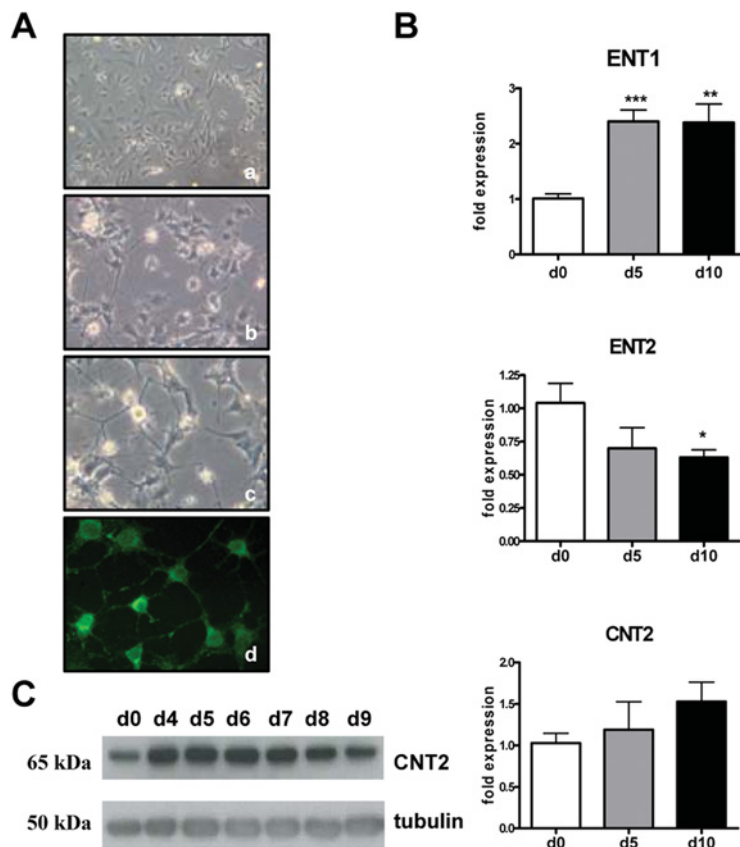 A
a
b
c
d
B
ENT1
fold expression
3
2
1
0
***
**
d0 d5 d10
ENT2
fold expression
1.25
1.00
0.75
0.50
0.25
0.00
*
d0 d5 d10
CNT2
fold expression
2.0
1.5
1.0
0.5
0.0
d0 d5 d10
C
d0 d4 d5 d6 d7 d8 d9
65 kDa CNT2
50 kDa tubulin